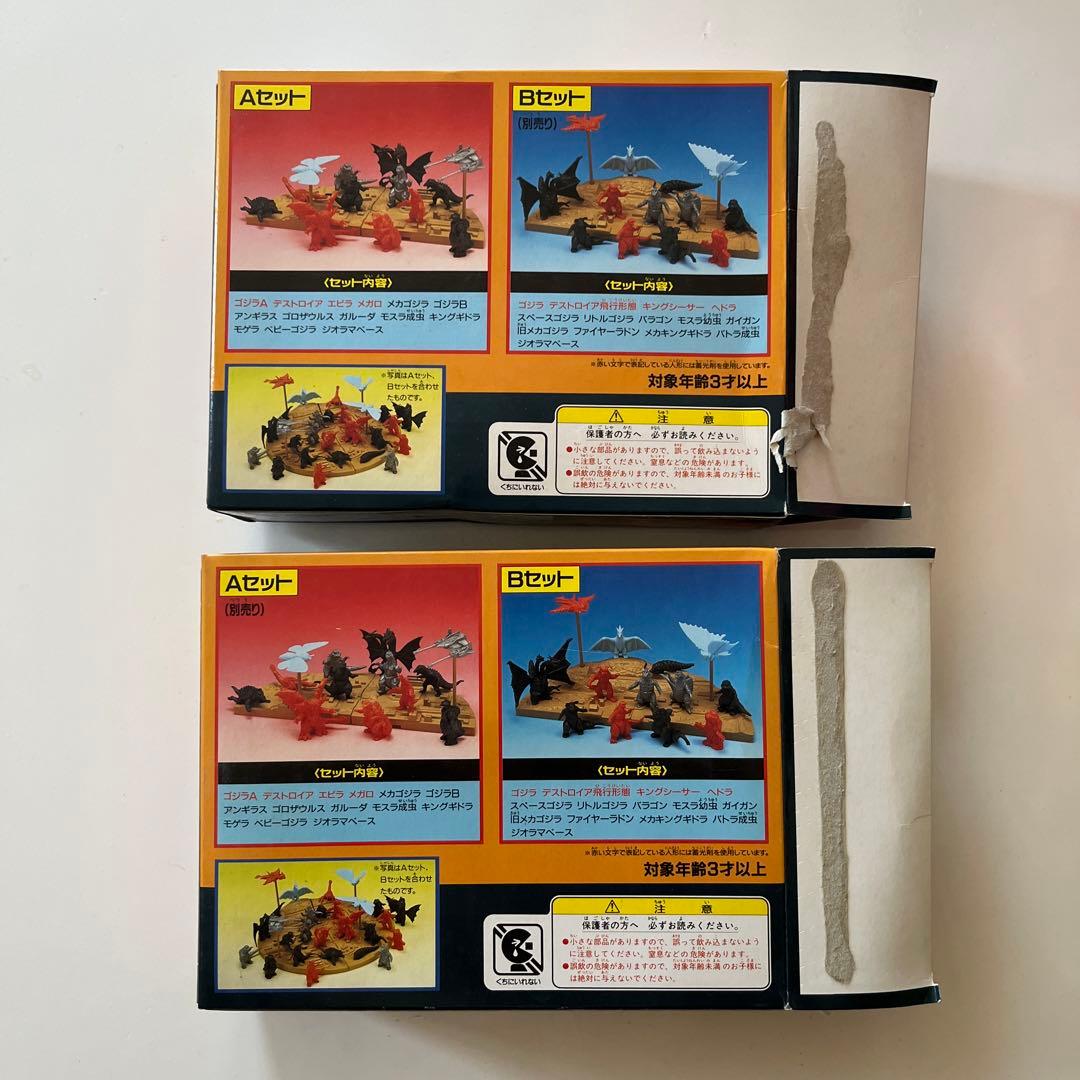 Aセット
Bセット
(別売り)
〈セット内容〉
ゴジラA デストロイア エビラ メガロ メカゴジラ ゴジラB
アンギラス ゴロザウルス ガルーダ モスラ成虫 キングギドラ
モゲラ ベビーゴジラ ジオラマベース
〈セット内容〉
ゴジラ デストロイア飛行形態 キングシーサー ヘドラ
スペースゴジラ リトルゴジラ バラゴン モスラ幼虫 ガイガン
旧メカゴジラ ファイヤーラドン メカキングギドラ バトラ成虫
ジオラマベース
※赤い文字で表記している人形には蓄光剤を使用しています。
対象年齢3才以上
※写真はAセット、
Bセットを合わせ
たものです。
くちにいれない
注意
保護者の方へ 必ずお読みください。
●小さな部品がありますので、誤って飲み込まないよう
に注意してください。窒息などの危険があります。
●誤飲の危険がありますので、対象年齢未満のお子様に
は絶対に与えないでください。
Aセット
(別売り)
Bセット
〈セット内容〉
ゴジラA デストロイア エビラ メガロ メカゴジラ ゴジラB
アンギラス ゴロザウルス ガルーダ モスラ成虫 キングギドラ
モゲラ ベビーゴジラ ジオラマベース
〈セット内容〉
ゴジラ デストロイア飛行形態 キングシーサー ヘドラ
スペースゴジラ リトルゴジラ バラゴン モスラ幼虫 ガイガン
旧メカゴジラ ファイヤーラドン メカキングギドラ バトラ成虫
ジオラマベース
※赤い文字で表記している人形には蓄光剤を使用しています。
対象年齢3才以上
※写真はAセット、
Bセットを合わせ
たものです。
くちにいれない
注意
保護者の方へ 必ずお読みください。
●小さな部品がありますので、誤って飲み込まないよう
に注意してください。窒息などの危険があります。
●誤飲の危険がありますので、対象年齢未満のお子様に
は絶対に与えないでください。